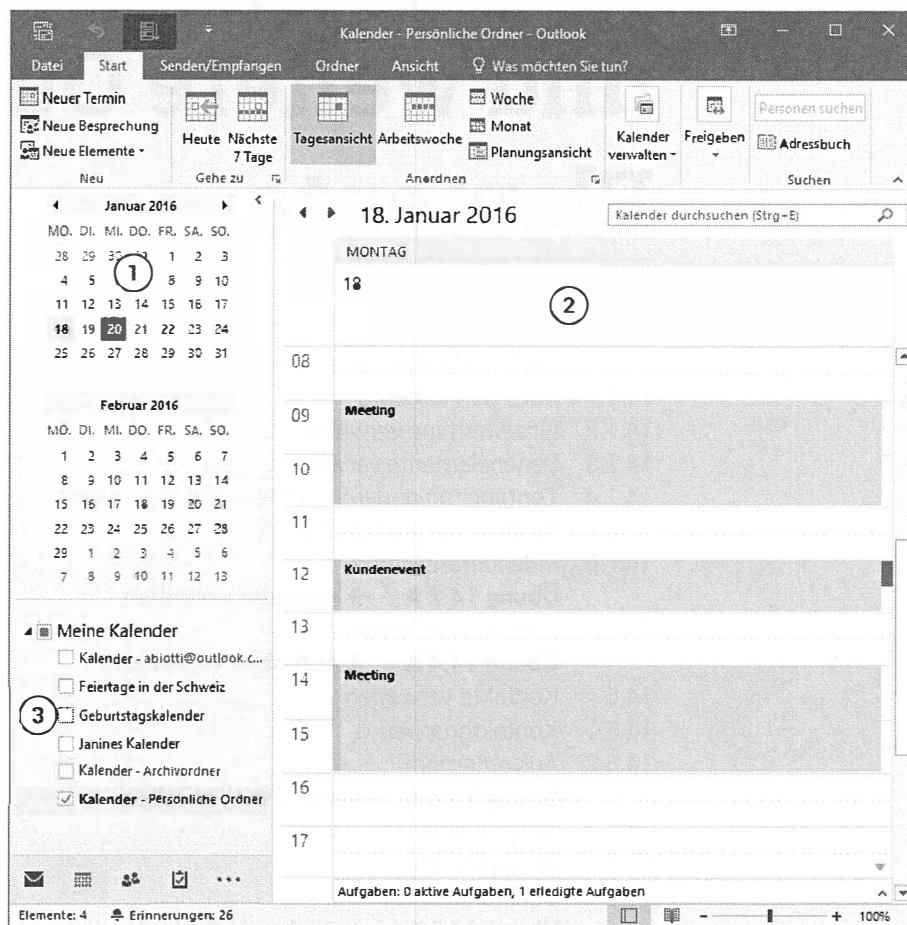 Kalender - Persönliche Ordner - Outlook
Datei Start Senden/Empfangen Ordner Ansicht Was möchten Sie tun?
Neuer Termin
Neue Besprechung
Neue Elemente
Neu
Heute
Nächste
7 Tage
Gehe zu
Tagesansicht
Arbeitswoche
Woche
Monat
Planungsansicht
Anordnen
Kalender
verwalten
Freigeben
Personen suchen
Adressbuch
Suchen
Januar 2016
MO. DI. MI. DO. FR. SA. SO.
28 29 1 2 3
4 5 8 9 10
11 12 13 14 15 16 17
18 19 20 21 22 23 24
25 26 27 28 29 30 31
1
Februar 2016
MO. DI. MI. DO. FR. SA. SO.
1 2 3 4 5 6 7
8 9 10 11 12 13 14
15 16 17 18 19 20 21
22 23 24 25 26 27 28
29 1 2 3 4 5 6
7 8 9 10 11 12 13
Meine Kalender
Kalender - abiotti@outlook.c...
Feiertage in der Schweiz
3
Geburtstagskalender
Janines Kalender
Kalender - Archivordner
Kalender - Persönliche Ordner
18. Januar 2016
Kalender durchsuchen (Strg+E)
MONTAG
18
2
08
09 Meeting
10
11
12 Kundenevent
13
14 Meeting
15
16
17
Aufgaben: 0 aktive Aufgaben, 1 erledigte Aufgaben
Elemente: 4 Erinnerungen: 26
- + 100%